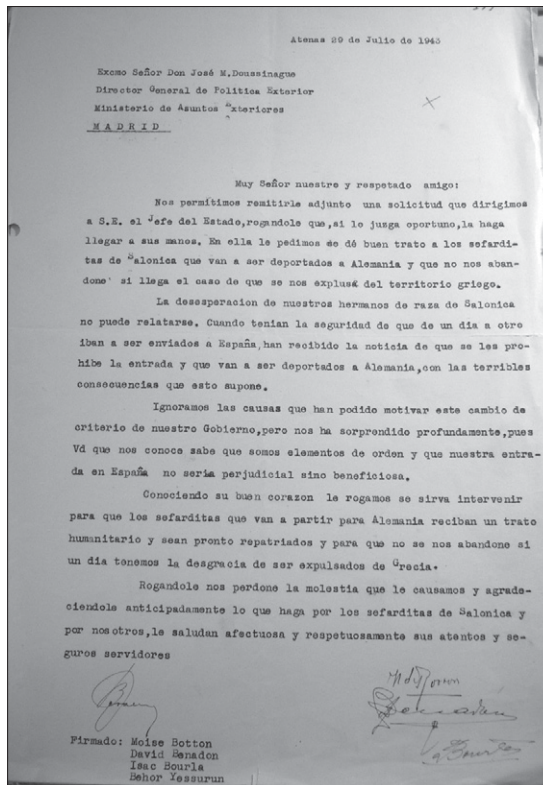 Atenas 29 de Julio de 1943
Excmo Señor Don José M.Doussinague
Director General de Politica Exterior
Ministerio de Asuntos Exteriores
MADRID
Muy Señor nuestro y respetado amigo:
Nos permitimos remitirle adjunto una solicitud que dirigimos
a S.E. el Jefe del Estado,rogandole que,si lo juzga oportuno,la haga
llegar a sus manos. En ella le pedimos se dé buen trato a los sefardi-
tas de Salonica que van a ser deportados a Alemania y que no nos aban-
done si llega el caso de que se nos explusa del territorio griego.
La desesperacion de nuestros hermanos de raza de Salonica
no puede relatarse. Cuando tenian la seguridad de que de un dia a otro
iban a ser enviados a España,han recibido la noticia de que se les pro-
hibe la entrada y que van a ser deportados a Alemania,con las terribles
consecuencias que esto supone.
Ignoramos las causas que han podido motivar este cambio de
criterio de nuestro Gobierno,pero nos ha sorprendido profundamente,pues
Vd que nos conoce sabe que somos elementos de orden y que nuestra entra-
da en España no seria perjudicial sino beneficiosa.
Conociendo su buen corazon le rogamos se sirva intervenir
para que los sefarditas que van a partir para Alemania reciban un trato
humanitario y sean pronto repatriados y para que no se nos abandone si
un dia tenemos la desgracia de ser expulsados de Grecia.
Rogandole nos perdone la molestia que le causamos y agrade-
ciendole anticipadamente lo que haga por los sefarditas de Salonica y
por nosotros,le saludan afectuosa y respetuosamente sus atentos y se-
guros servidores
Benadon
Bourla
Firmado: Moise Botton
David Benadon
Isac Bourla
Behor Yessurun